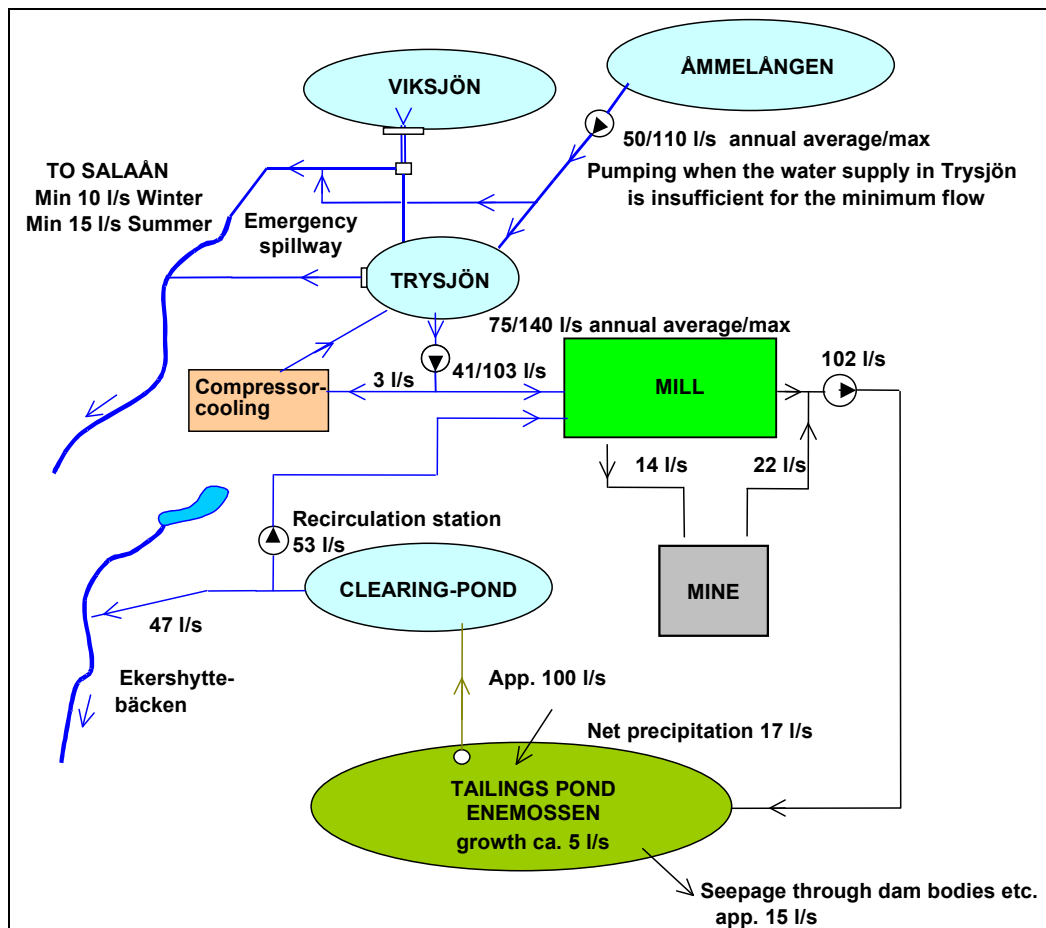 VIKSJÖN
ÅMMELÅNGEN
50/110 l/s annual average/max
Pumping when the water supply in Trysjön
is insufficient for the minimum flow
TO SALAÅN
Min 10 l/s Winter
Min 15 l/s Summer
Emergency
spillway
TRYSJÖN
75/140 l/s annual average/max
41/103 l/s
3 l/s
Compressor-
cooling
MILL
102 l/s
14 l/s
22 l/s
MINE
Recirculation station
53 l/s
CLEARING-POND
47 l/s
Ekershytte-
bäcken
App. 100 l/s
Net precipitation 17 l/s
TAILINGS POND
ENEMOSSEN
growth ca. 5 l/s
Seepage through dam bodies etc.
app. 15 l/s